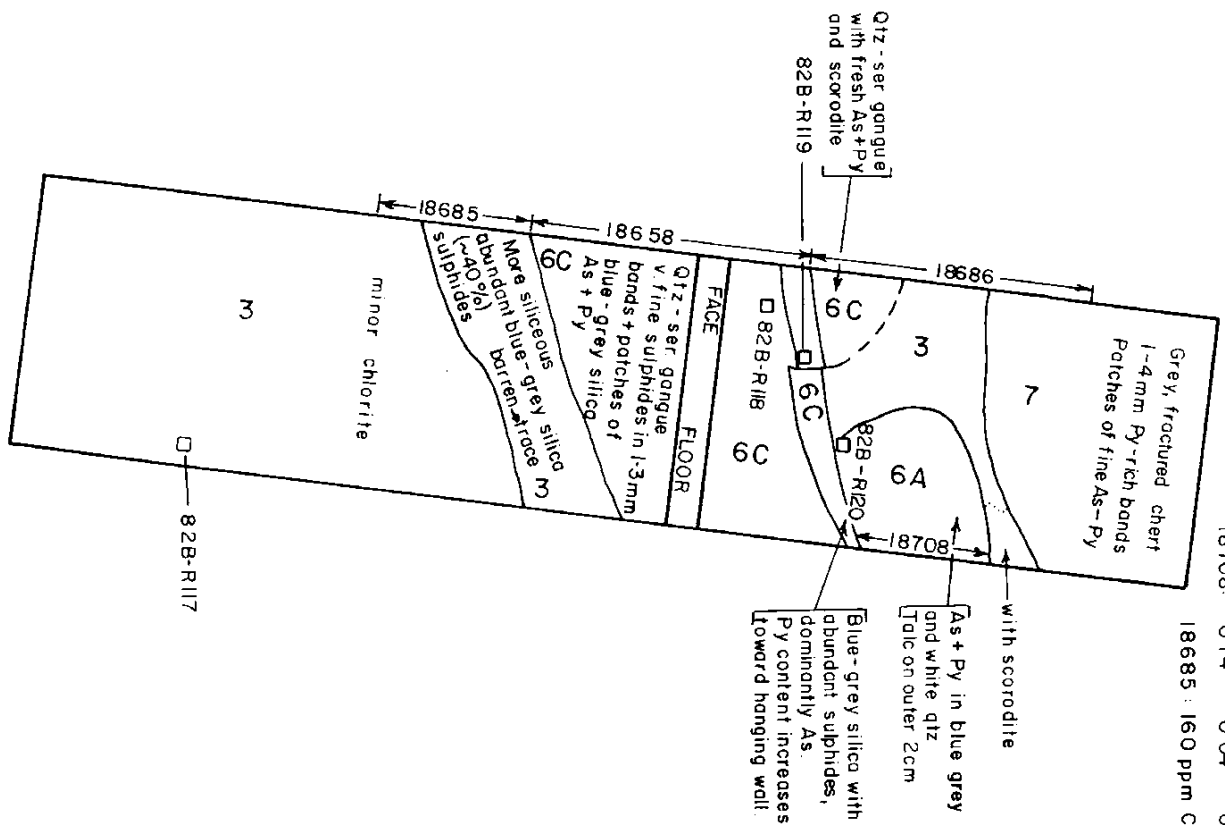 Qtz-ser gangue
with fresh As+Py
and scorodite
82B-R119
18685
18658
18686
3
minor chlorite
More siliceous
abundant blue-grey silica
(~40%) barren→trace
sulphides
3
6C
Qtz-ser. gangue
v. fine sulphides in 1-3mm
bands + patches of
blue-grey silica
As + Py
FACE
FLOOR
82B-R118
6C
6C
6C
3
82B-R120
6A
18708
7
Grey, fractured chert
1-4mm Py-rich bands
Patches of fine As-Py
82B-R117
Blue-grey silica with
abundant sulphides,
dominantly As.
Py content increases
toward hanging wall.
As + Py in blue grey
and white qtz
Talc on outer 2cm
with scorodite
18685 : 160 ppm C